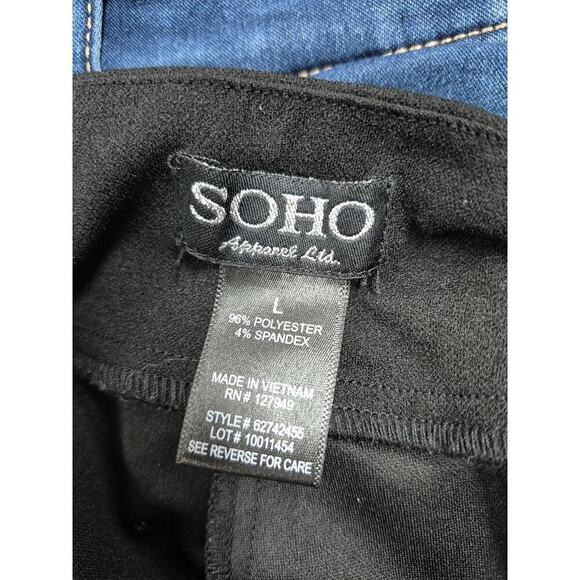 SOHO
Apparel Ltd.
L
96% POLYESTER
4% SPANDEX
MADE IN VIETNAM
RN# 127949
STYLE # 62742455
LOT # 10011454
SEE REVERSE FOR CARE